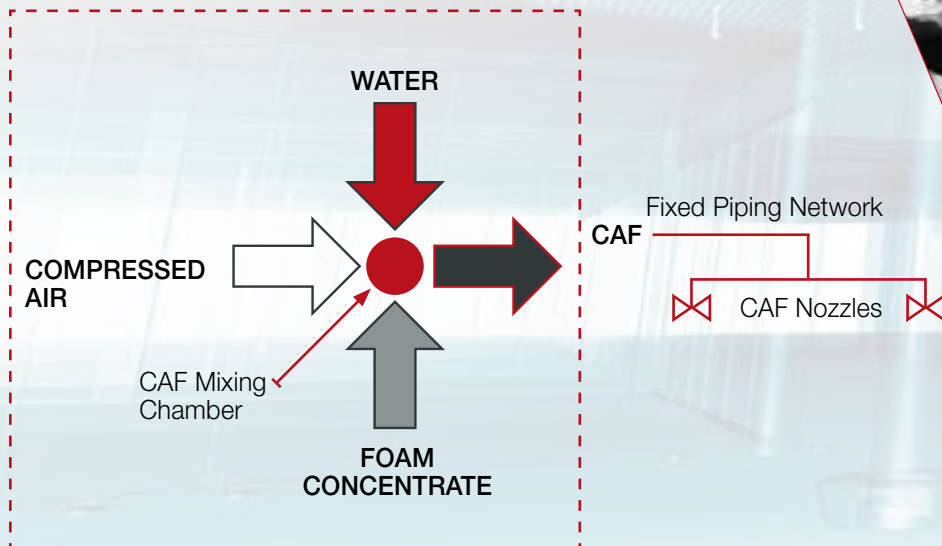 WATER
Fixed Piping Network
CAF
COMPRESSED
AIR
CAF Nozzles
CAF Mixing
Chamber
FOAM
CONCENTRATE